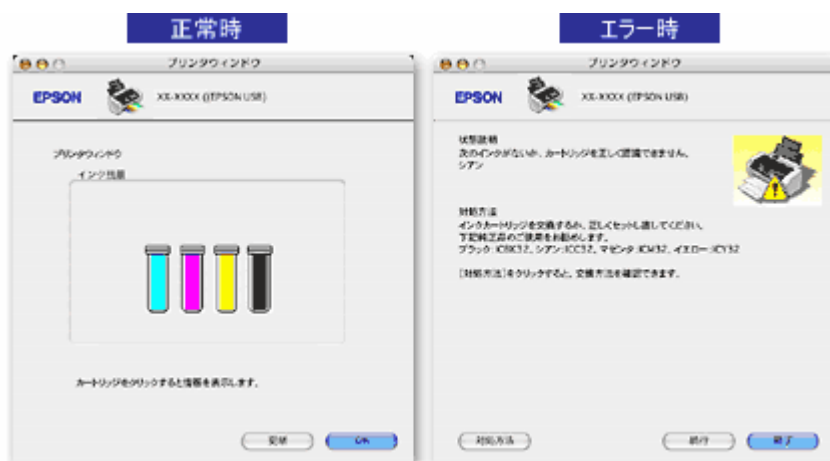 正常時
プリンタウィンドウ
EPSON
XX-XXXX (EPSON USB)
プリンタウィンドウ
インク残量
カートリッジをクリックすると情報を表示します。
更新
OK
エラー時
プリンタウィンドウ
EPSON
XX-XXXX (EPSON USB)
状態説明
次のインクがないか、カートリッジを正しく認識できません。
シアン
対処方法
インクカートリッジを交換するか、正しくセットし直してください。
下記純正品のご使用をお勧めします。
ブラック:ICBK32、シアン:ICC32、マゼンタ:ICM32、イエロー:ICY32
[対処方法]をクリックすると、交換方法を確認できます。
対処方法
続行
終了